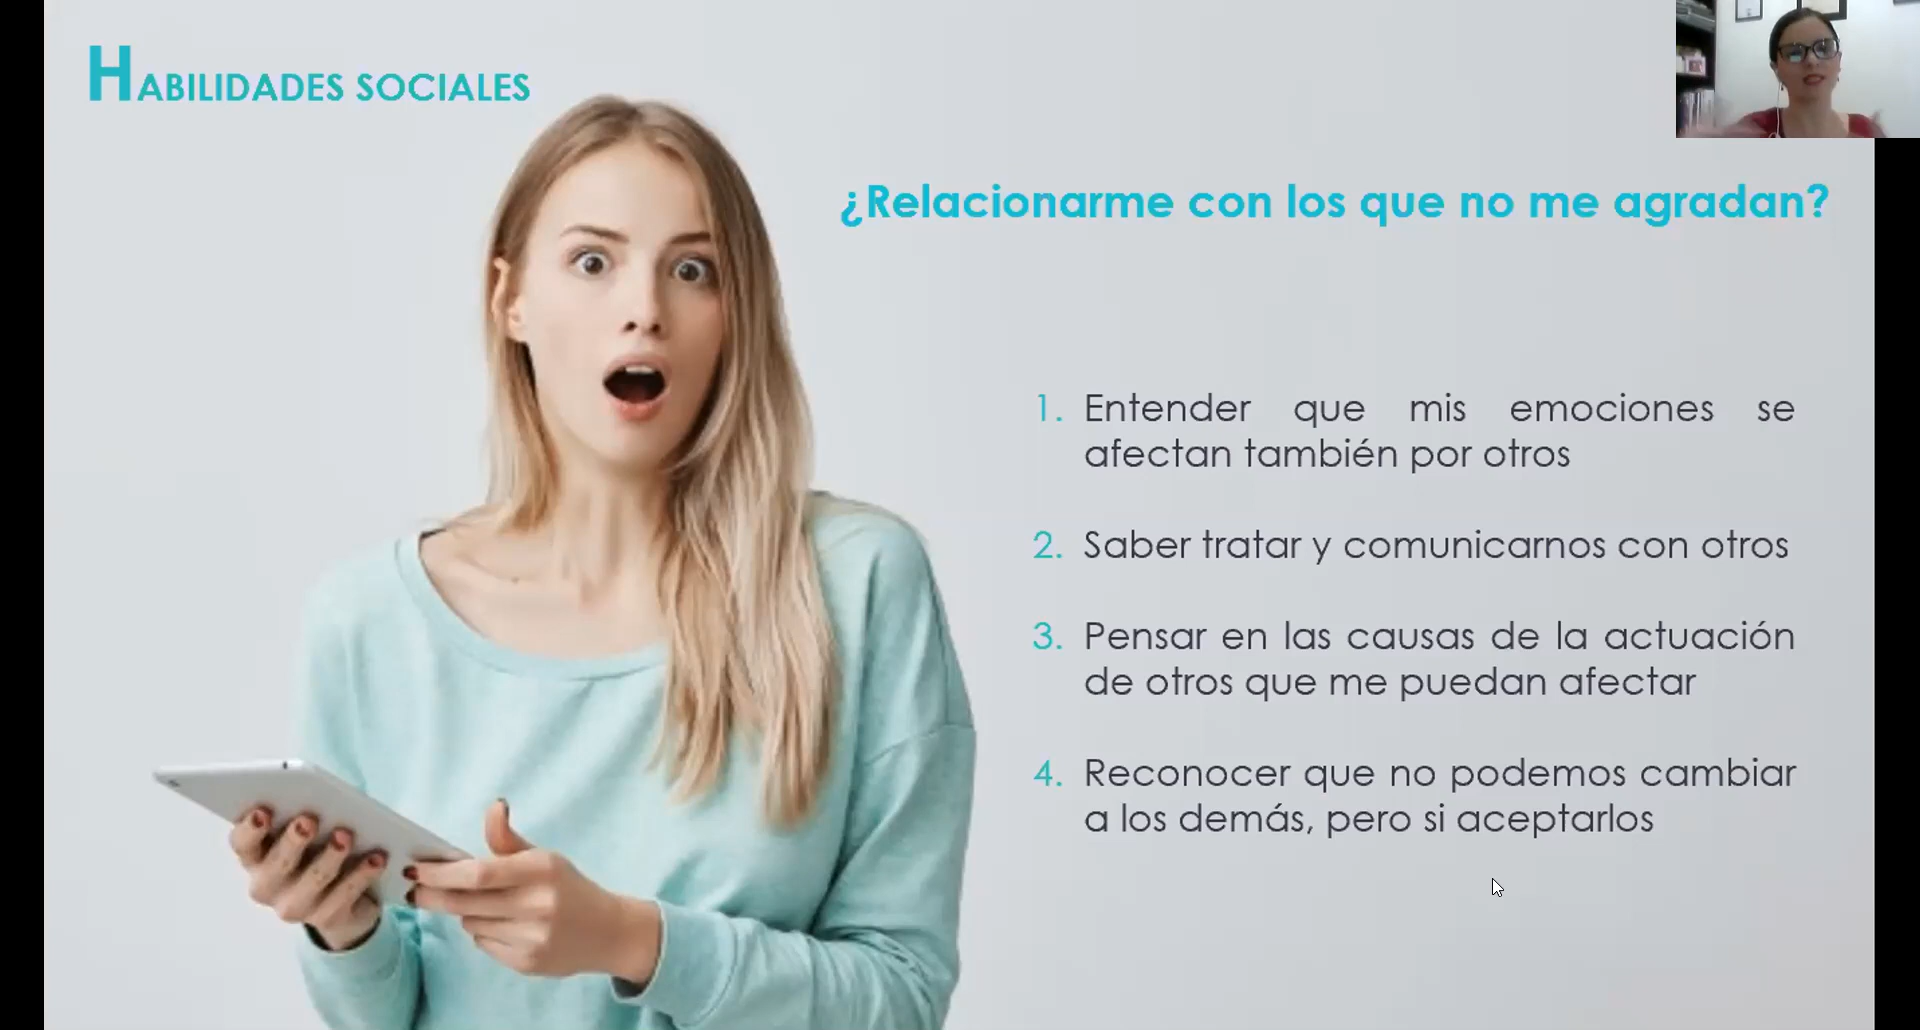 HABILIDADES SOCIALES
¿Relacionarme con los que no me agradan?
1. Entender que mis emociones se
afectan también por otros
2. Saber tratar y comunicarnos con otros
3. Pensar en las causas de la actuación
de otros que me puedan afectar
4. Reconocer que no podemos cambiar
a los demás, pero si aceptarlos